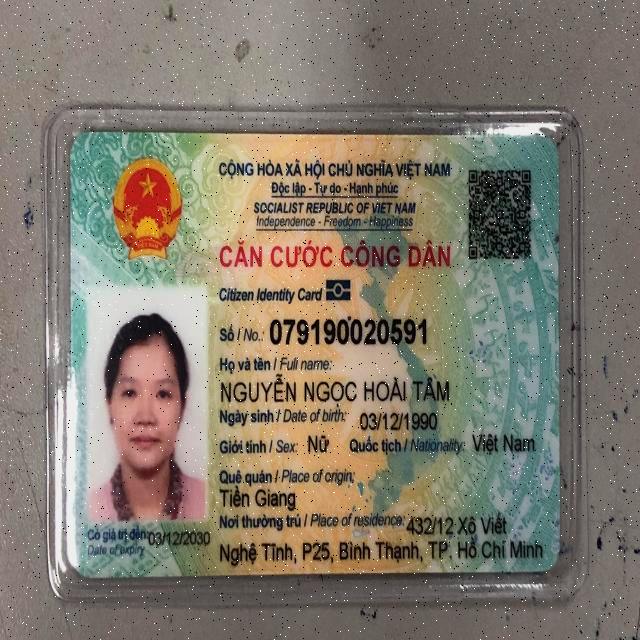 CỘNG HÒA XÃ HỘI CHỦ NGHĨA VIỆT NAM
Độc lập - Tự do - Hạnh phúc
SOCIALIST REPUBLIC OF VIET NAM
Independence - Freedom - Happiness
CĂN CƯỚC CÔNG DÂN
Citizen Identity Card
Số / No.: 079190020591
Họ và tên / Full name:
NGUYỄN NGỌC HOÀI TÂM
Ngày sinh / Date of birth: 03/12/1990
Giới tính / Sex: Nữ Quốc tịch / Nationality: Việt Nam
Quê quán / Place of origin:
Tiền Giang
Nơi thường trú / Place of residence: 432/12 Xô Viết
Nghệ Tĩnh, P25, Bình Thạnh, TP. Hồ Chí Minh
Có giá trị đến: 03/12/2030
Date of expiry